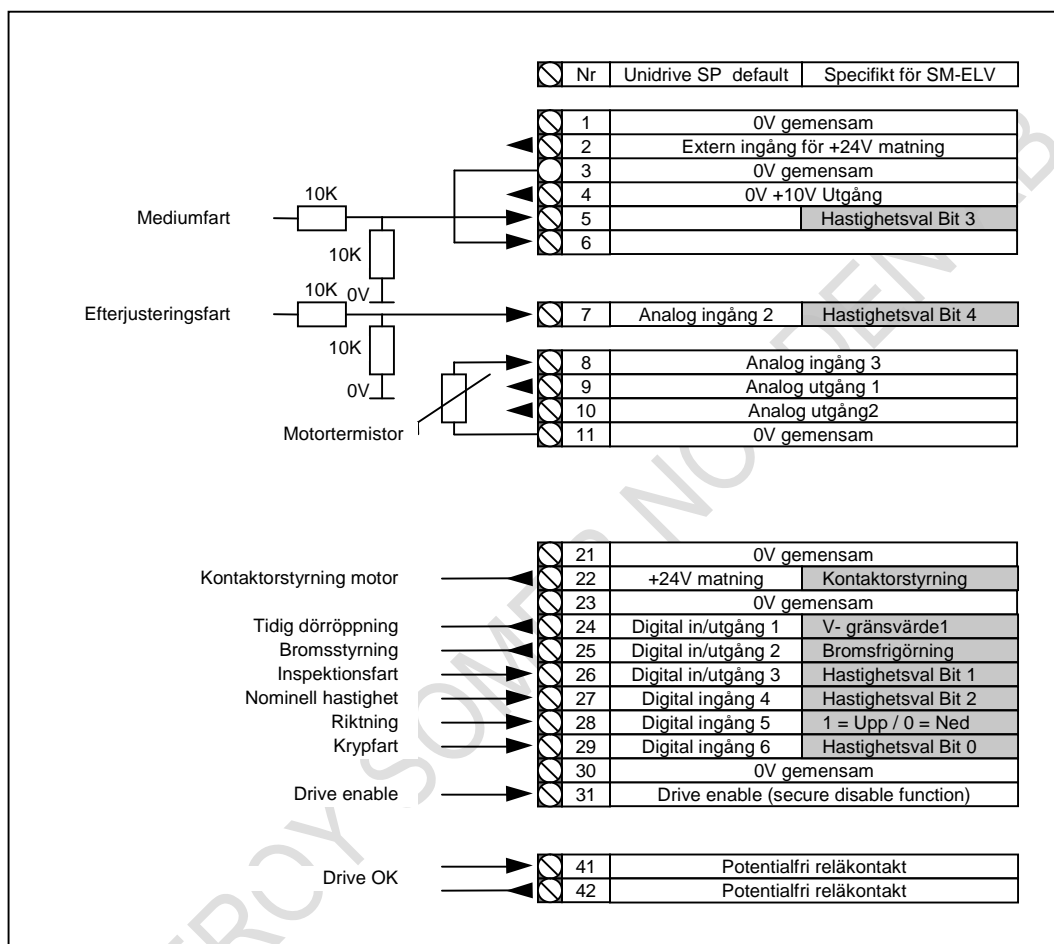 Nr Unidrive SP default Specifikt för SM-ELV
1 0V gemensam
2 Extern ingång för +24V matning
3 0V gemensam
10K
4 0V +10V Utgång
Mediumfart 5 Hastighetsval Bit 3
6
10K
10K 0V
Efterjusteringsfart 7 Analog ingång 2 Hastighetsval Bit 4
10K
8 Analog ingång 3
0V 9 Analog utgång 1
10 Analog utgång2
Motortermistor 11 0V gemensam
21 0V gemensam
Kontaktorstyrning motor 22 +24V matning Kontaktorstyrning
23 0V gemensam
Tidig dörröppning 24 Digital in/utgång 1 V- gränsvärde1
Bromsstyrning 25 Digital in/utgång 2 Bromsfrigörning
Inspektionsfart 26 Digital in/utgång 3 Hastighetsval Bit 1
Nominell hastighet 27 Digital ingång 4 Hastighetsval Bit 2
Riktning 28 Digital ingång 5 1 = Upp / 0 = Ned
Krypfart 29 Digital ingång 6 Hastighetsval Bit 0
30 0V gemensam
Drive enable 31 Drive enable (secure disable function)
41 Potentialfri reläkontakt
Drive OK
42 Potentialfri reläkontakt